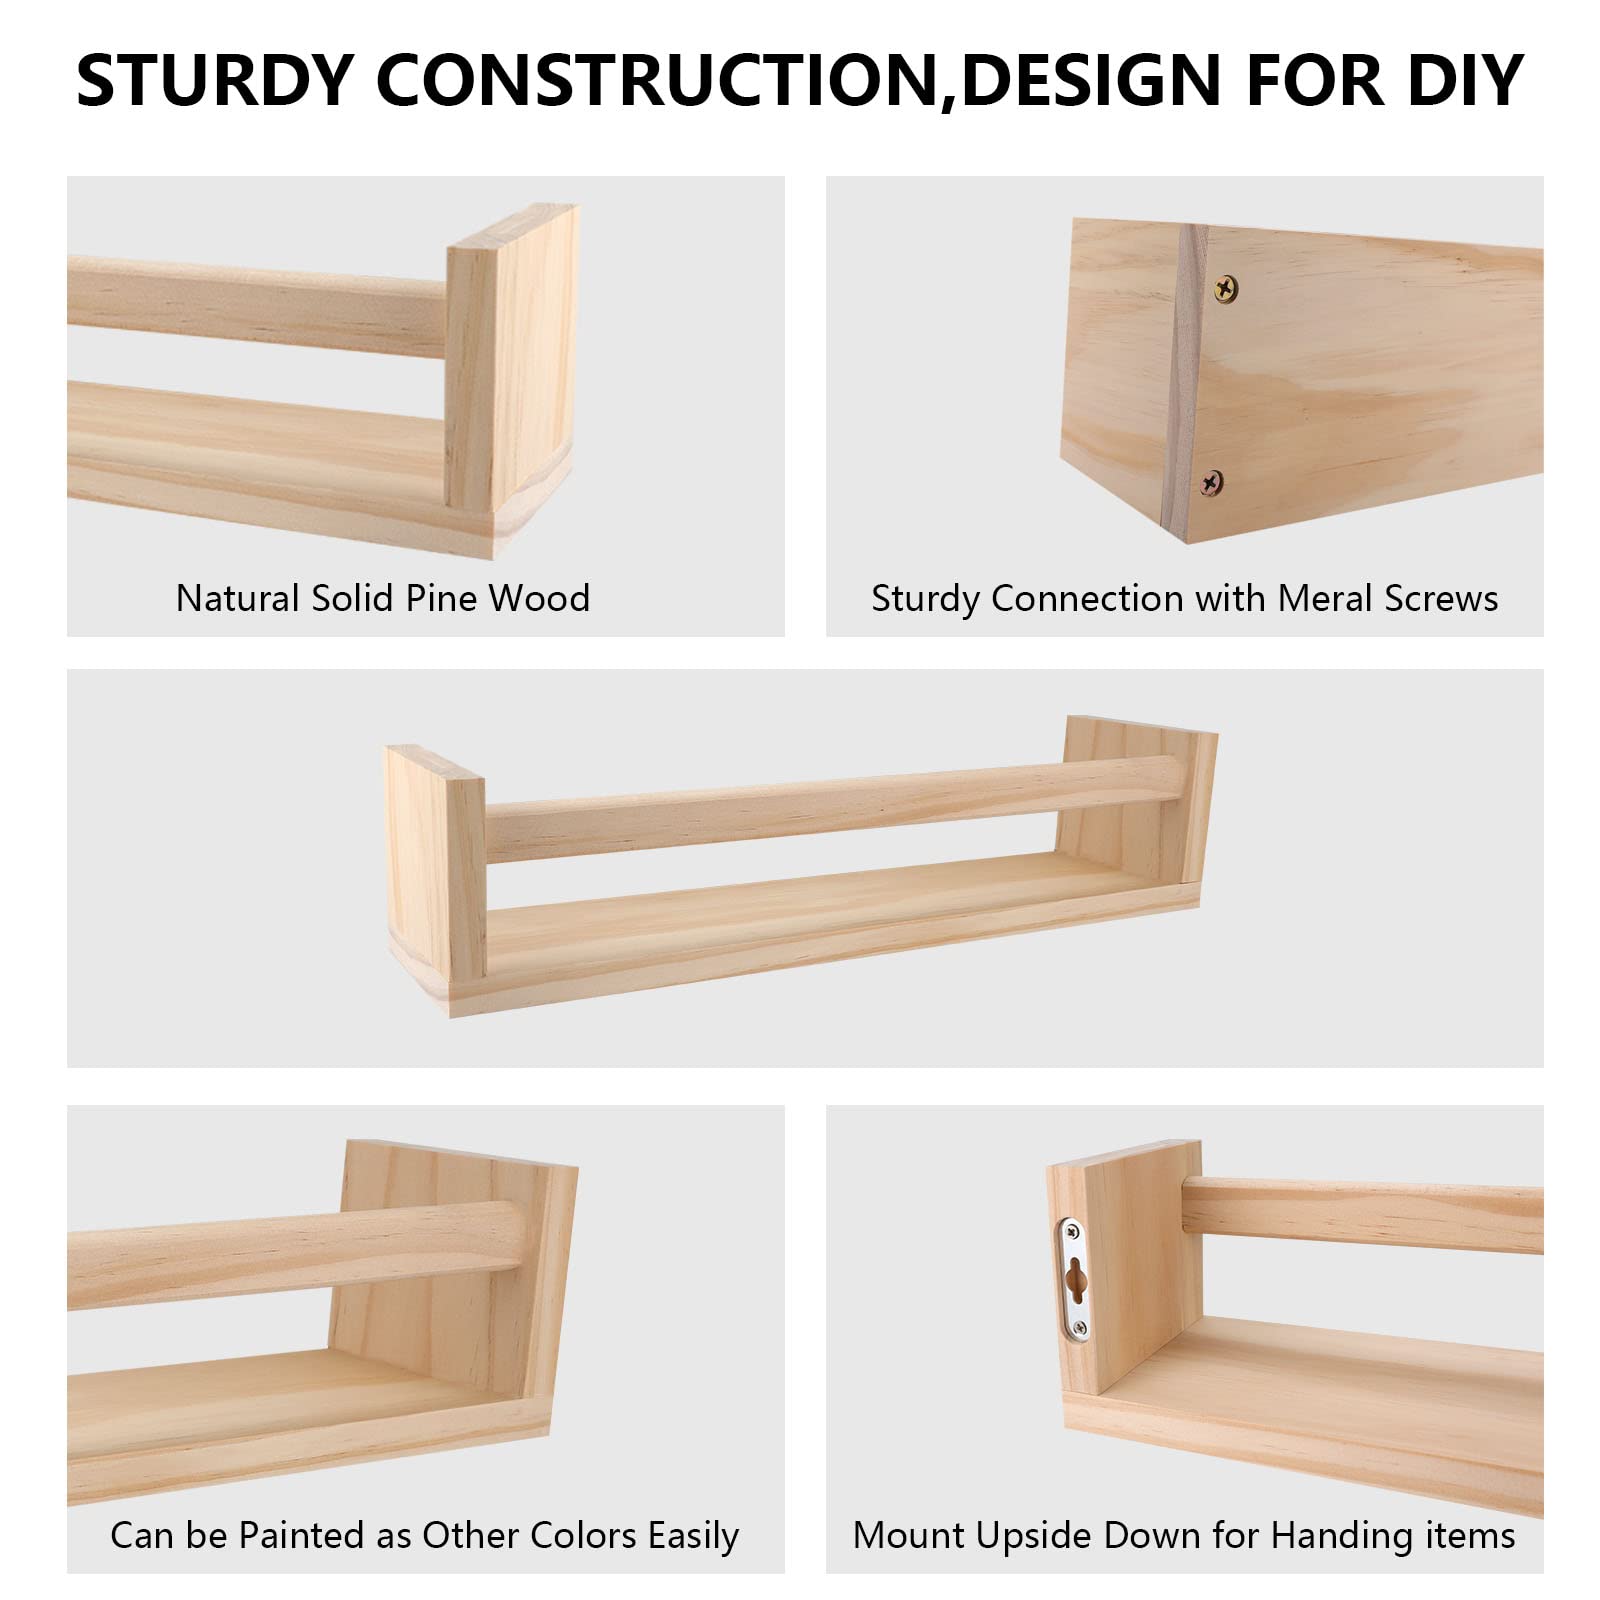 STURDY CONSTRUCTION,DESIGN FOR DIY
Natural Solid Pine Wood
Sturdy Connection with Meral Screws
Can be Painted as Other Colors Easily
Mount Upside Down for Handing items